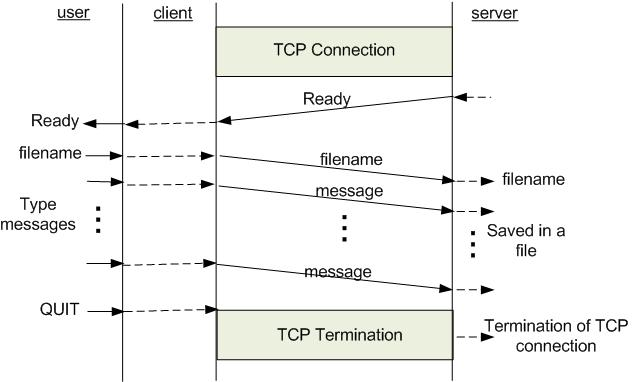 user client server
TCP Connection
Ready
Ready
filename
filename
filename
message
Type
messages
Saved in a
file
message
QUIT
TCP Termination
Termination of TCP
connection